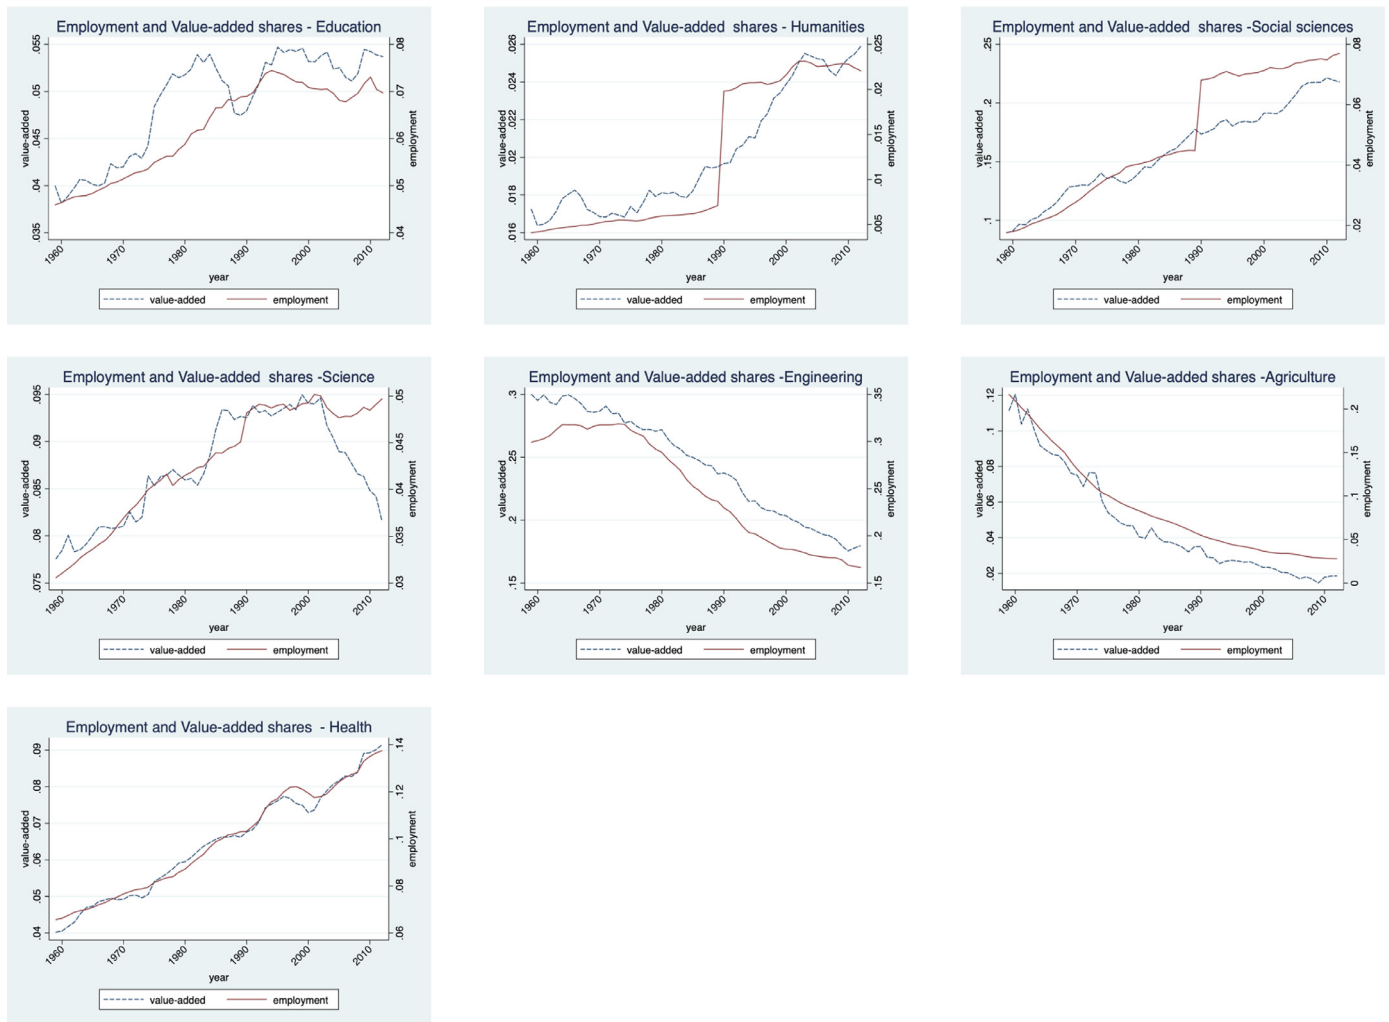 Employment and Value-added shares - Education
value-added
.035 .04 .045 .05 .055
employment
.04 .05 .06 .07 .08
1960 1970 1980 1990 2000 2010
year
value-added employment
Employment and Value-added shares - Humanities
value-added
.016 .018 .02 .022 .024 .026
employment
.005 .01 .015 .02 .025
1960 1970 1980 1990 2000 2010
year
value-added employment
Employment and Value-added shares -Social sciences
value-added
.1 .15 .2 .25
employment
.02 .04 .06 .08
1960 1970 1980 1990 2000 2010
year
value-added employment
Employment and Value-added shares -Science
value-added
.075 .08 .085 .09 .095
employment
.03 .035 .04 .045 .05
1960 1970 1980 1990 2000 2010
year
value-added employment
Employment and Value-added shares -Engineering
value-added
.15 .2 .25 .3
employment
.15 .2 .25 .3 .35
1960 1970 1980 1990 2000 2010
year
value-added employment
Employment and Value-added shares -Agriculture
value-added
.02 .04 .06 .08 .1 .12
employment
0 .05 .1 .15 .2
1960 1970 1980 1990 2000 2010
year
value-added employment
Employment and Value-added shares - Health
value-added
.04 .05 .06 .07 .08 .09
employment
.06 .08 .1 .12 .14
1960 1970 1980 1990 2000 2010
year
value-added employment